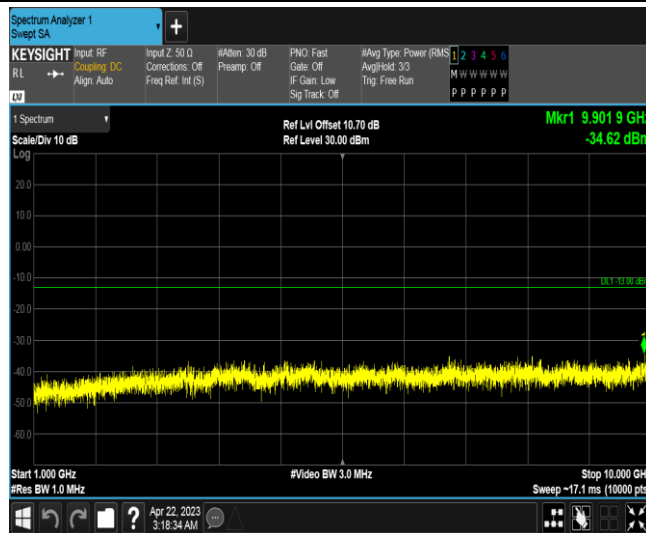 Spectrum Analyzer 1
Swept SA
+
KEYSIGHT
RL
LXI
Input: RF
Coupling: DC
Align: Auto
Input Z: 50 Ω
Corrections: Off
Freq Ref: Int (S)
#Atten: 30 dB
Preamp: Off
PNO: Fast
Gate: Off
IF Gain: Low
Sig Track: Off
#Avg Type: Power (RMS
Avg|Hold: 3/3
Trig: Free Run
1 2 3 4 5 6
M W W W W W
P P P P P P
1 Spectrum
Scale/Div 10 dB
Log
Ref Lvl Offset 10.70 dB
Ref Level 30.00 dBm
Mkr1 9.901 9 GHz
-34.62 dBm
20.0
10.0
0.00
-10.0
DL1 -13.00 dBm
-20.0
-30.0
-40.0
-50.0
-60.0
Start 1.000 GHz
#Res BW 1.0 MHz
#Video BW 3.0 MHz
Stop 10.000 GHz
Sweep ~17.1 ms (10000 pts)
?
Apr 22, 2023
3:18:34 AM